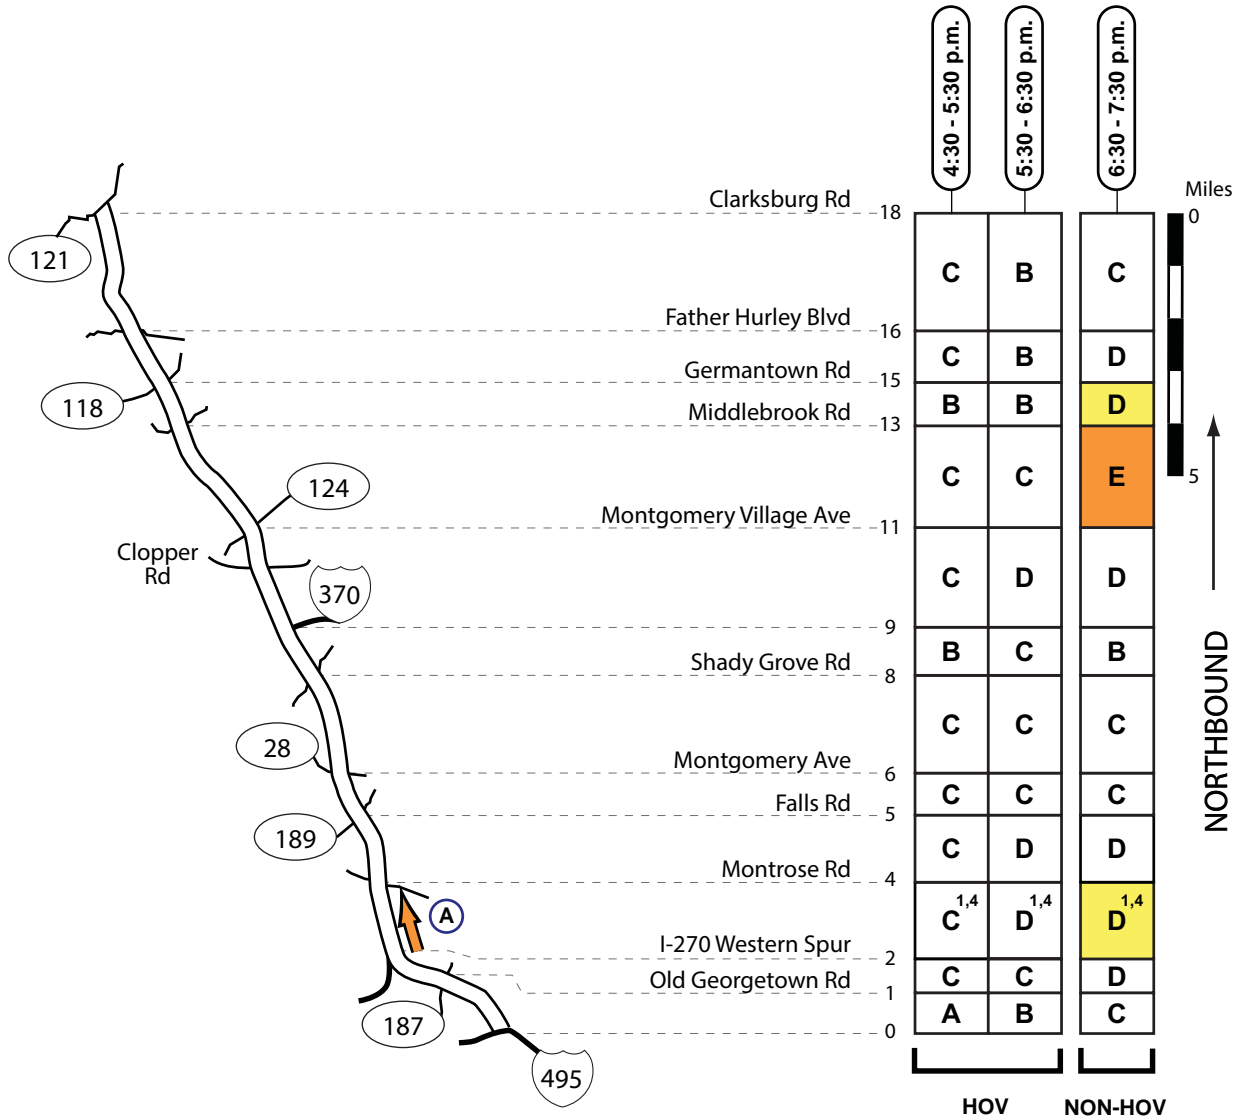 4:30 - 5:30 p.m.
5:30 - 6:30 p.m.
6:30 - 7:30 p.m.
Miles
Clarksburg Rd
18
0
121
C B C
Father Hurley Blvd
16
C B D
Germantown Rd
15
118
B B D
Middlebrook Rd
13
124
C C E
5
Montgomery Village Ave
11
Clopper
Rd
370
C D D
9
B C B
Shady Grove Rd
8
NORTHBOUND
28
C C C
Montgomery Ave
6
C C C
Falls Rd
5
189
C D D
Montrose Rd
4
A
C 1,4 D 1,4 D 1,4
I-270 Western Spur
2
C C D
Old Georgetown Rd
1
187
A B C
0
495
HOV
NON-HOV